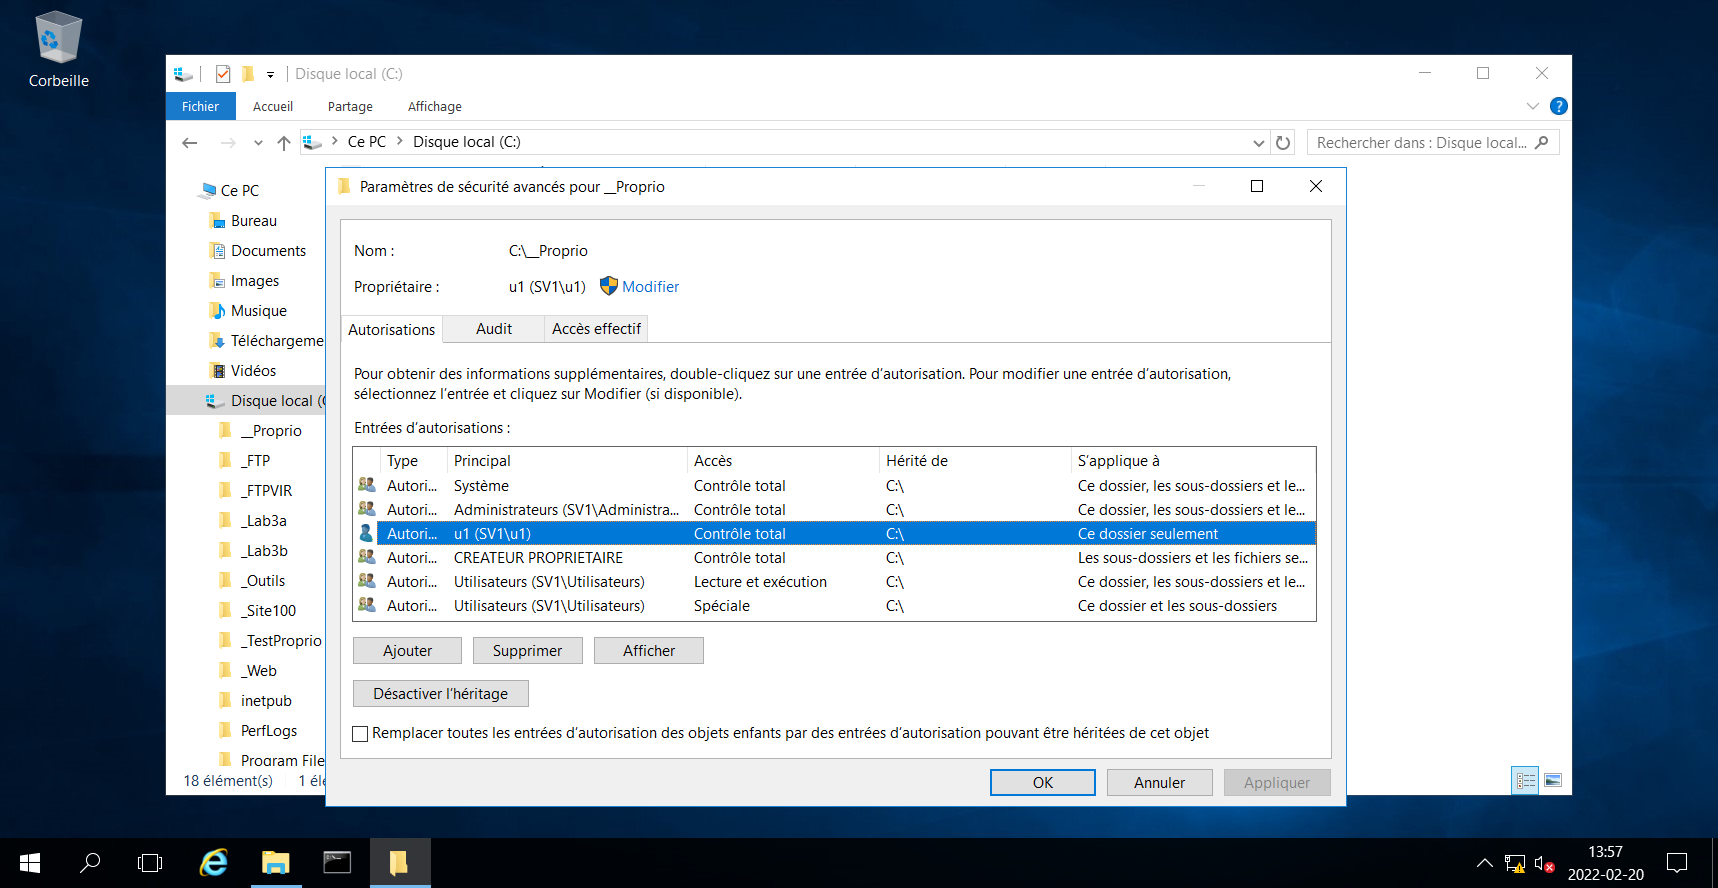 Corbeille
Disque local (C:)
Fichier
Accueil
Partage
Affichage
?
Ce PC
Disque local (C:)
Rechercher dans : Disque local...
Ce PC
Bureau
Documents
Images
Musique
Téléchargeme
Vidéos
Disque local (C
__Proprio
_FTP
_FTPVIR
_Lab3a
_Lab3b
_Outils
_Site100
_TestProprio
_Web
inetpub
PerfLogs
Program File
18 élément(s)
1 éle
Paramètres de sécurité avancés pour __Proprio
Nom :
C:\__Proprio
Propriétaire :
u1 (SV1\u1)
Modifier
Autorisations
Audit
Accès effectif
Pour obtenir des informations supplémentaires, double-cliquez sur une entrée d'autorisation. Pour modifier une entrée d'autorisation,
sélectionnez l'entrée et cliquez sur Modifier (si disponible).
Entrées d'autorisations :
Type Principal Accès Hérité de S'applique à
Autori... Système Contrôle total C:\ Ce dossier, les sous-dossiers et le...
Autori... Administrateurs (SV1\Administra... Contrôle total C:\ Ce dossier, les sous-dossiers et le...
Autori... u1 (SV1\u1) Contrôle total C:\ Ce dossier seulement
Autori... CREATEUR PROPRIETAIRE Contrôle total C:\ Les sous-dossiers et les fichiers se...
Autori... Utilisateurs (SV1\Utilisateurs) Lecture et exécution C:\ Ce dossier, les sous-dossiers et le...
Autori... Utilisateurs (SV1\Utilisateurs) Spéciale C:\ Ce dossier et les sous-dossiers
Ajouter
Supprimer
Afficher
Désactiver l'héritage
Remplacer toutes les entrées d'autorisation des objets enfants par des entrées d'autorisation pouvant être héritées de cet objet
OK
Annuler
Appliquer
13:57
2022-02-20